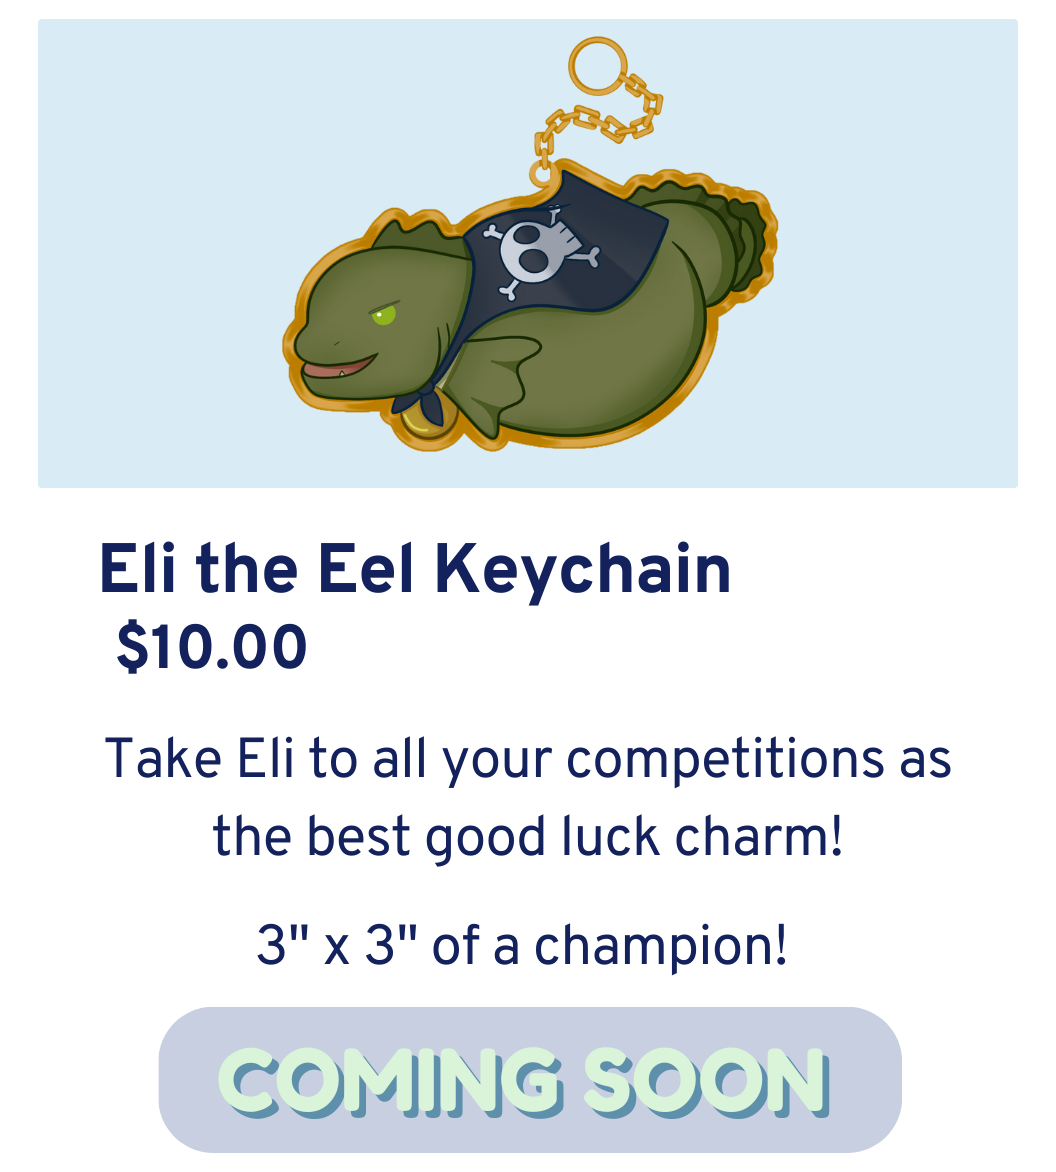 Eli the Eel Keychain
$10.00
Take Eli to all your competitions as
the best good luck charm!
3" x 3" of a champion!
COMING SOON